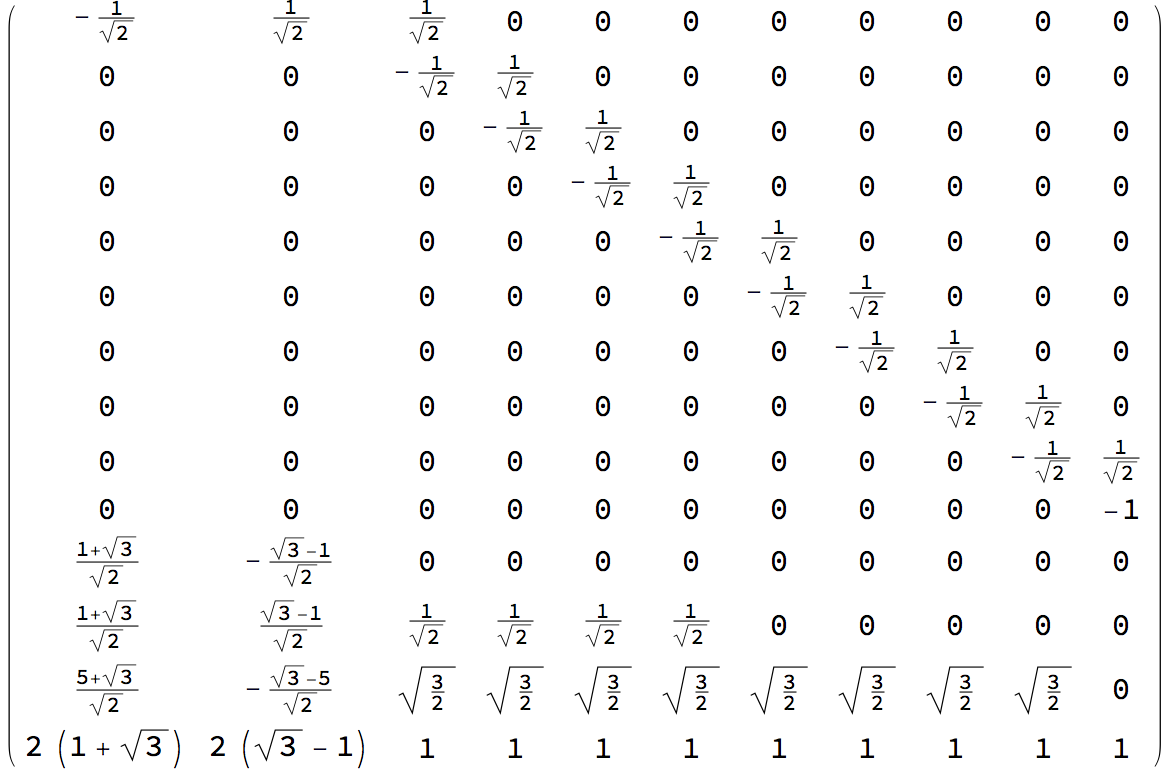 -1/√2 1/√2 1/√2 0 0 0 0 0 0 0 0
0 0 -1/√2 1/√2 0 0 0 0 0 0 0
0 0 0 -1/√2 1/√2 0 0 0 0 0 0
0 0 0 0 -1/√2 1/√2 0 0 0 0 0
0 0 0 0 0 -1/√2 1/√2 0 0 0 0
0 0 0 0 0 0 -1/√2 1/√2 0 0 0
0 0 0 0 0 0 0 -1/√2 1/√2 0 0
0 0 0 0 0 0 0 0 -1/√2 1/√2 0
0 0 0 0 0 0 0 0 0 -1/√2 1/√2
0 0 0 0 0 0 0 0 0 0 -1
(1+√3)/√2 -(√3-1)/√2 0 0 0 0 0 0 0 0 0
(1+√3)/√2 (√3-1)/√2 1/√2 1/√2 1/√2 1/√2 0 0 0 0 0
(5+√3)/√2 -(√3-5)/√2 √(3/2) √(3/2) √(3/2) √(3/2) √(3/2) √(3/2) √(3/2) √(3/2) 0
2 (1 + √3) 2 (√3 - 1) 1 1 1 1 1 1 1 1 1